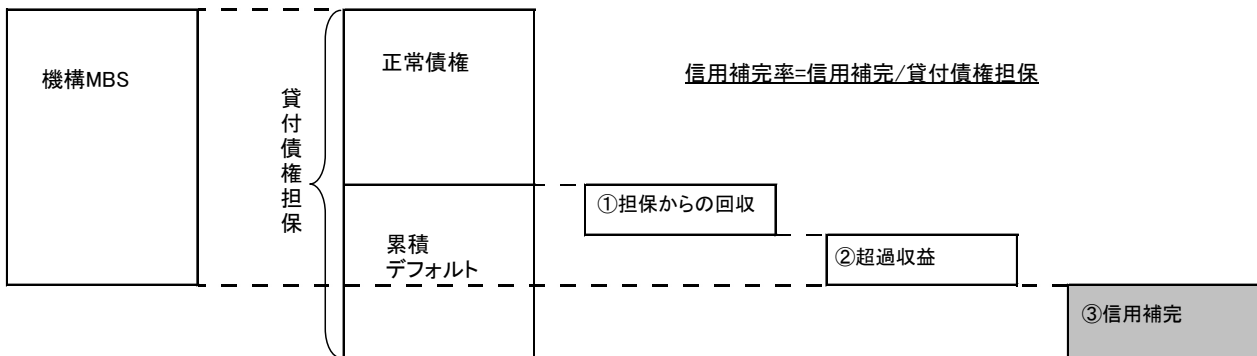 機構MBS
貸付債権担保
正常債権
信用補完率=信用補完/貸付債権担保
①担保からの回収
累積
デフォルト
②超過収益
③信用補完